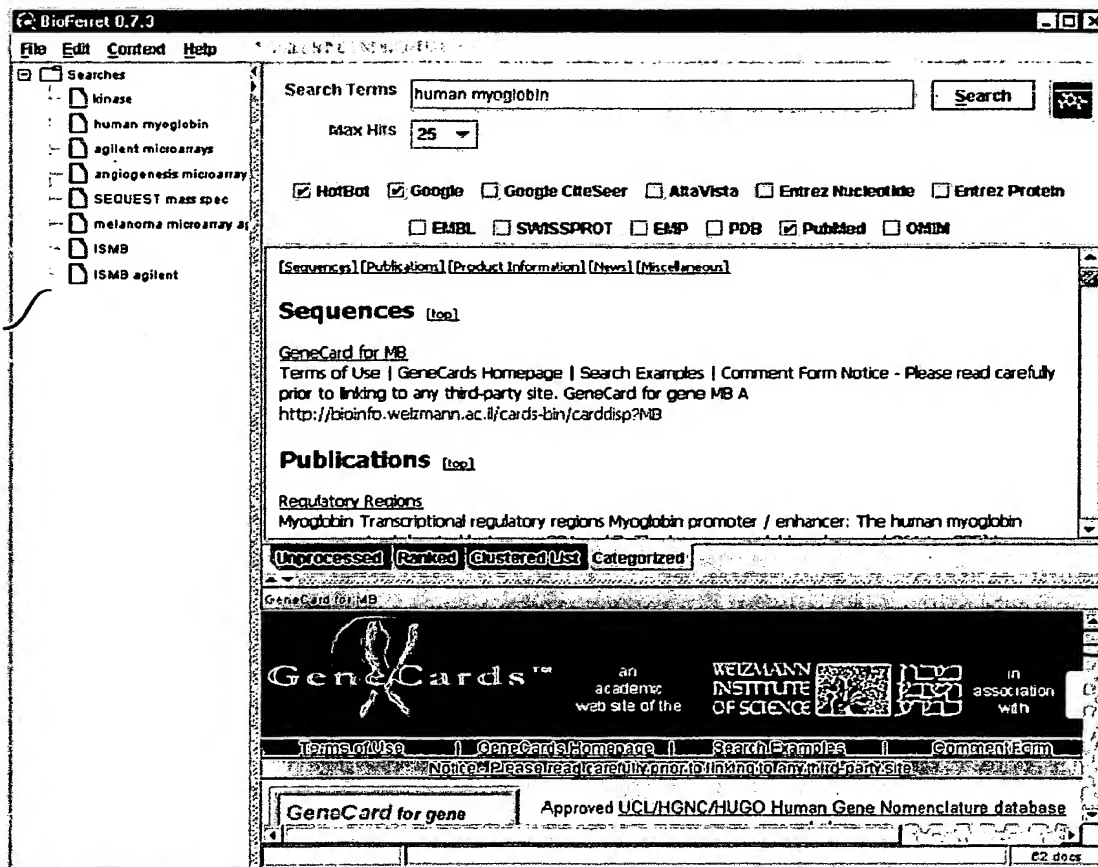 BioFerret 0.7.3
File Edit Context Help
Searches
kinase
human myoglobin
agilent microarrays
angiogenesis microarray
SEQUEST mass spec
melanoma microarray a
ISMB
ISMB agilent
Search Terms human myoglobin Search
Max Hits 25
HotBot Google Google CiteSeer AltaVista Entrez Nucleotide Entrez Protein
EMBL SWISSPROT EMP PDB PubMed OMIM
[Sequences] [Publications] [Product Information] [News] [Miscellaneous]
Sequences [top]
GeneCard for MB
Terms of Use | GeneCards Homepage | Search Examples | Comment Form Notice - Please read carefully
prior to linking to any third-party site. GeneCard for gene MB A
http://bioinfo.weizmann.ac.il/cards-bin/carddisp?MB
Publications [top]
Regulatory Regions
Myoglobin Transcriptional regulatory regions Myoglobin promoter / enhancer: The human myoglobin
Unprocessed Ranked Clustered List Categorized
GeneCard for MB
GeneCards™ an academic web site of the WEIZMANN INSTITUTE OF SCIENCE in association with
Terms of Use | GeneCards Homepage | Search Examples | Comment Form
Notice - Please read carefully prior to linking to any third-party site
GeneCard for gene Approved UCL/HGNC/HUGO Human Gene Nomenclature database
62 docs